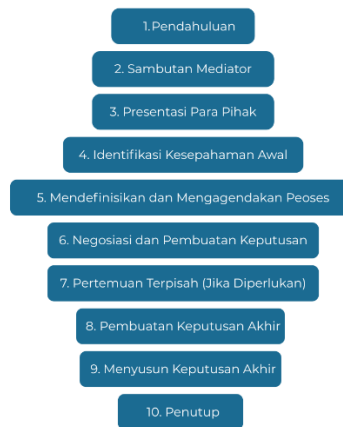 1.Pendahuluan
2. Sambutan Mediator
3. Presentasi Para Pihak
4. Identifikasi Kesepahaman Awal
5. Mendefinisikan dan Mengagendakan Peoses
6. Negosiasi dan Pembuatan Keputusan
7. Pertemuan Terpisah (Jika Diperlukan)
8. Pembuatan Keputusan Akhir
9. Menyusun Keputusan Akhir
10. Penutup